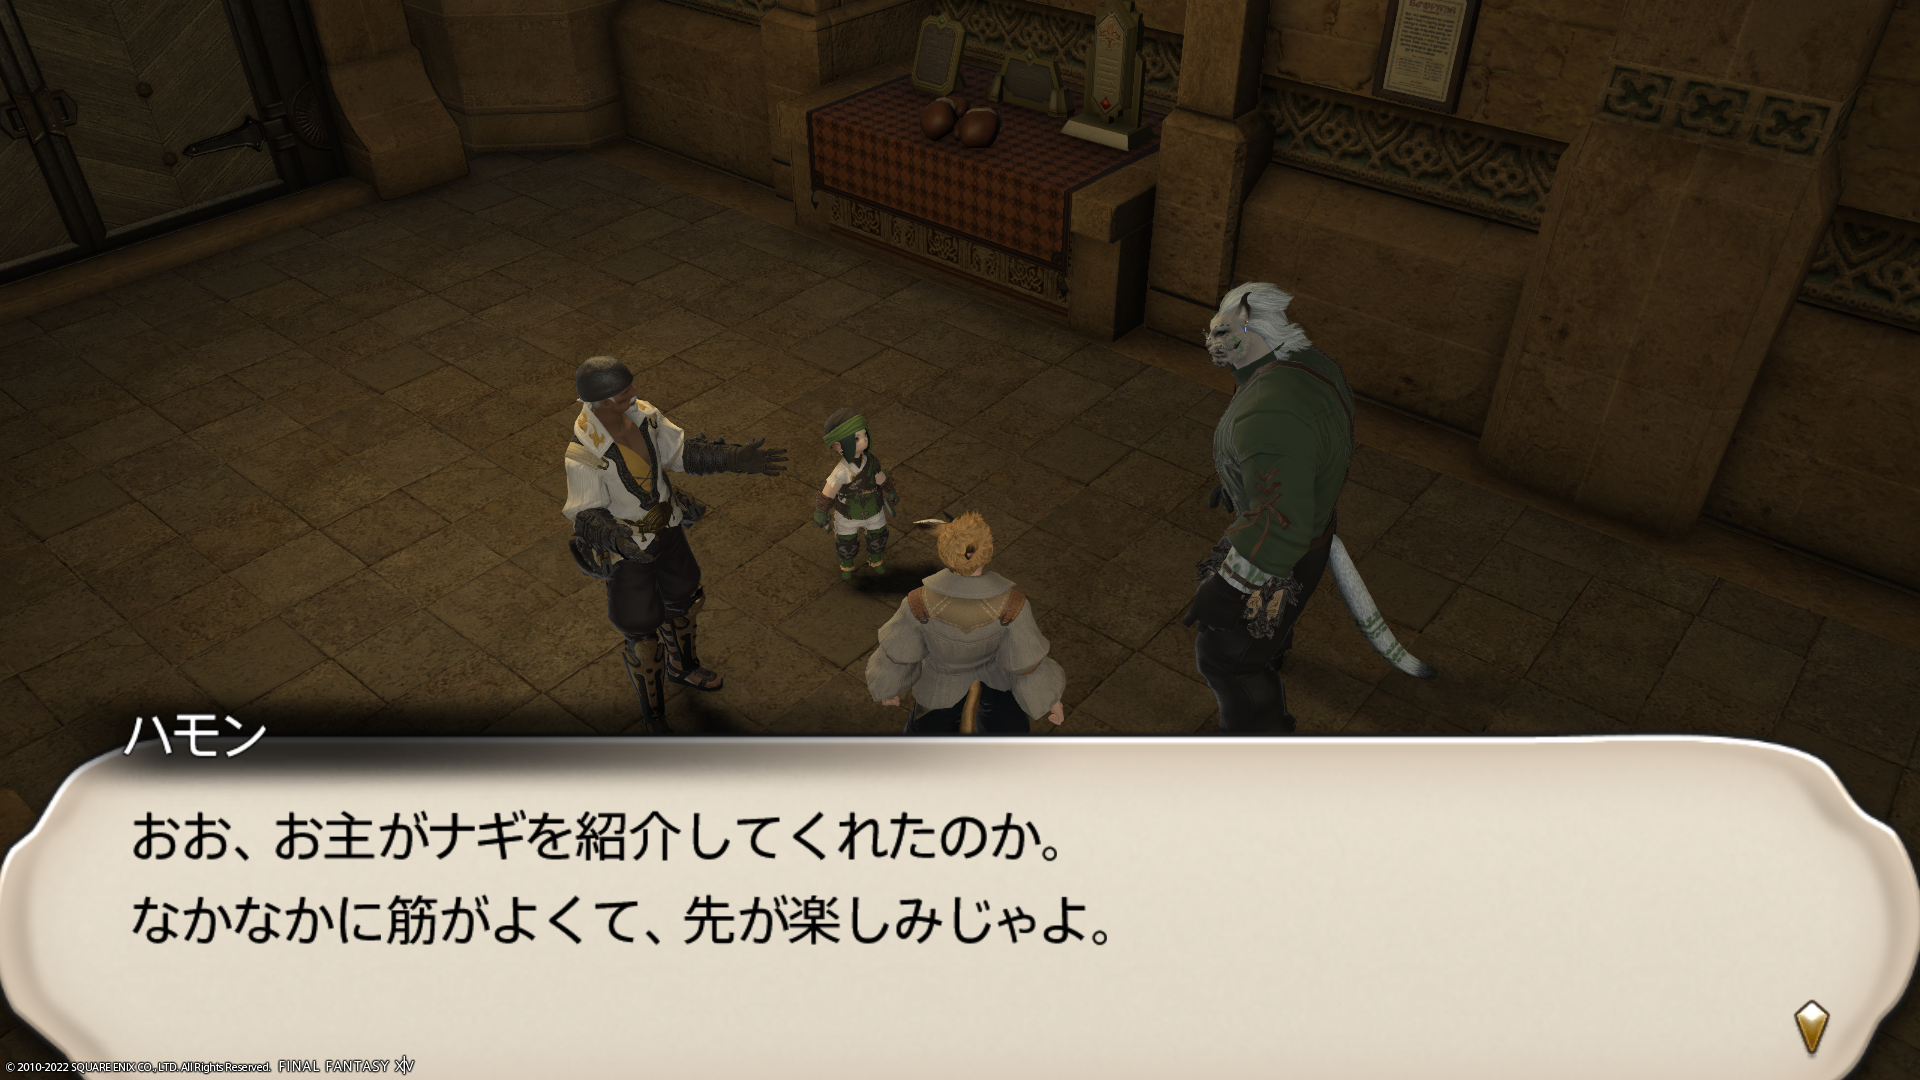 ハモン
おお、お主がナギを紹介してくれたのか。
なかなかに筋がよくて、先が楽しみじゃよ。
© 2010-2022 SQUARE ENIX CO., LTD. All Rights Reserved. FINAL FANTASY XIV